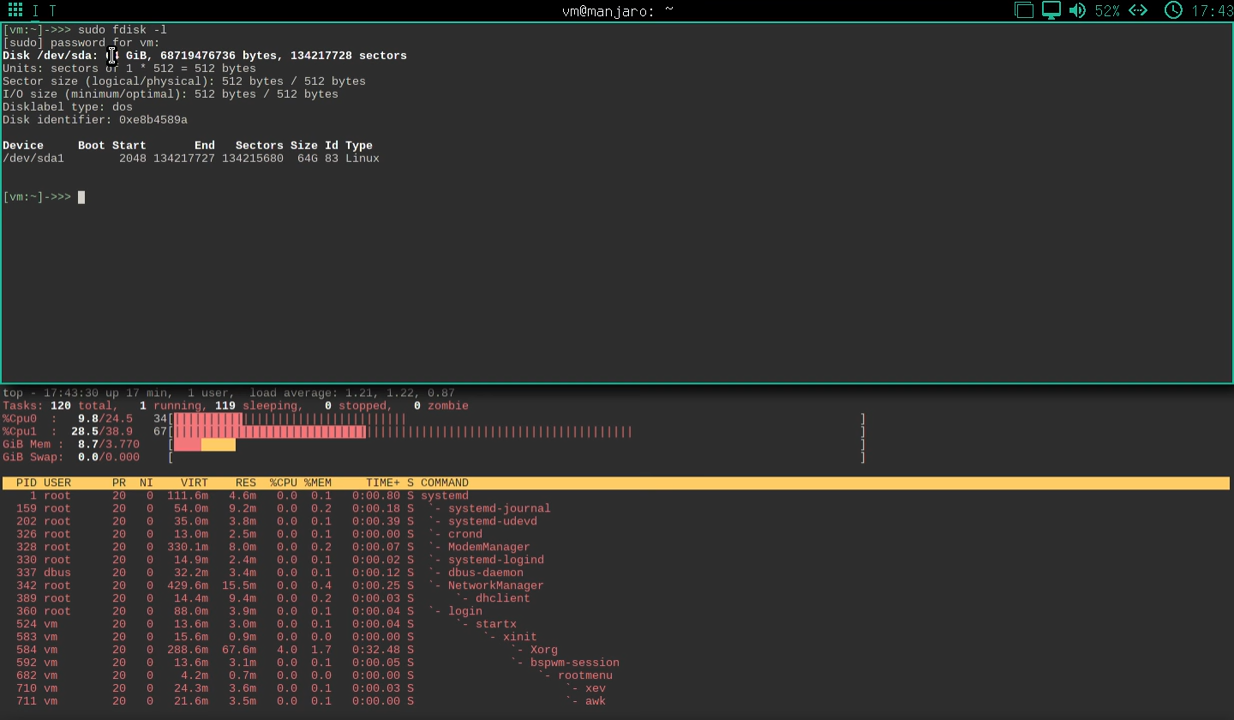 I T vm@manjaro: ~ 52% 17:43
[vm:~]->>> sudo fdisk -l
[sudo] password for vm:
Disk /dev/sda: GiB, 68719476736 bytes, 134217728 sectors
Units: sectors of 1 * 512 = 512 bytes
Sector size (logical/physical): 512 bytes / 512 bytes
I/O size (minimum/optimal): 512 bytes / 512 bytes
Disklabel type: dos
Disk identifier: 0xe8b4589a
Device     Boot Start       End   Sectors Size Id Type
/dev/sda1        2048 134217727 134215680  64G 83 Linux
[vm:~]->>>
top - 17:43:30 up 17 min,  1 user,  load average: 1.21, 1.22, 0.87
Tasks: 120 total,   1 running, 119 sleeping,   0 stopped,   0 zombie
%Cpu0  :   9.8/24.5   34[||||||||||||||||||||||||||||||||||                                  ]
%Cpu1  :  28.5/38.9   67[|||||||||||||||||||||||||||||||||||||||||||||||||||||||||||||||||||                                  ]
GiB Mem :  8.7/3.770    [                                  ]
GiB Swap:  0.0/0.000    [                                  ]
PID USER      PR  NI    VIRT    RES  %CPU %MEM     TIME+ S COMMAND
1 root      20   0  111.6m   4.6m   0.0  0.1   0:00.80 S systemd
159 root      20   0   54.0m   9.2m   0.0  0.2   0:00.18 S  `- systemd-journal
202 root      20   0   35.0m   3.8m   0.0  0.1   0:00.39 S  `- systemd-udevd
326 root      20   0   13.0m   2.5m   0.0  0.1   0:00.00 S  `- crond
328 root      20   0  330.1m   8.0m   0.0  0.2   0:00.07 S  `- ModemManager
330 root      20   0   14.9m   2.4m   0.0  0.1   0:00.02 S  `- systemd-logind
337 dbus      20   0   32.2m   3.4m   0.0  0.1   0:00.12 S  `- dbus-daemon
342 root      20   0  429.6m  15.5m   0.0  0.4   0:00.25 S  `- NetworkManager
389 root      20   0   14.4m   9.4m   0.0  0.2   0:00.03 S      `- dhclient
360 root      20   0   88.0m   3.9m   0.0  0.1   0:00.04 S  `- login
524 vm        20   0   13.6m   3.0m   0.0  0.1   0:00.04 S      `- startx
583 vm        20   0   15.6m   0.9m   0.0  0.0   0:00.00 S          `- xinit
584 vm        20   0  288.6m  67.6m   4.0  1.7   0:32.48 S              `- Xorg
592 vm        20   0   13.6m   3.1m   0.0  0.1   0:00.05 S              `- bspwm-session
682 vm        20   0    4.2m   0.7m   0.0  0.0   0:00.00 S                  `- rootmenu
710 vm        20   0   24.3m   3.6m   0.0  0.1   0:00.03 S                      `- xev
711 vm        20   0   21.6m   3.5m   0.0  0.1   0:00.00 S                      `- awk